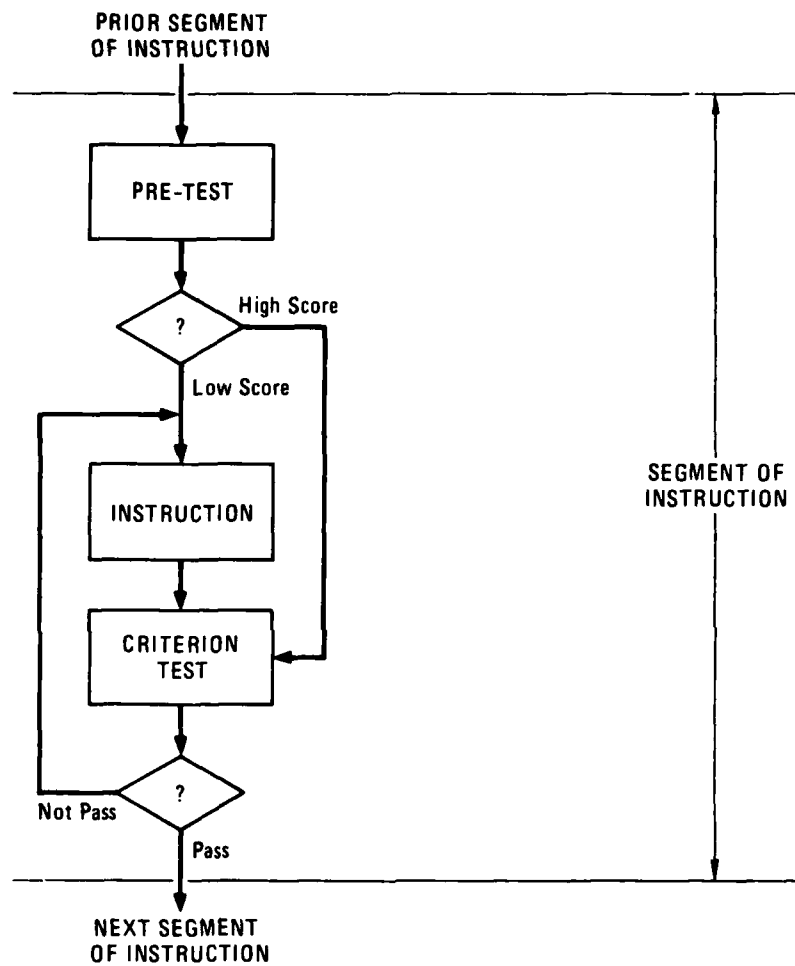 PRIOR SEGMENT
OF INSTRUCTION
PRE-TEST
High Score
?
Low Score
SEGMENT OF
INSTRUCTION
INSTRUCTION
CRITERION
TEST
?
Not Pass
Pass
NEXT SEGMENT
OF INSTRUCTION